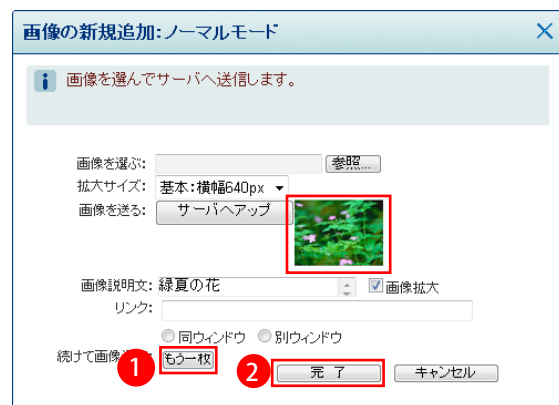 画像の新規追加:ノーマルモード
画像を選んでサーバへ送信します。
画像を選ぶ:
参照...
拡大サイズ: 基本:横幅640px
画像を送る: サーバへアップ
画像説明文: 緑夏の花
画像拡大
リンク:
同ウィンドウ 別ウィンドウ
続けて画像 もう一枚
1 2 完了 キャンセル